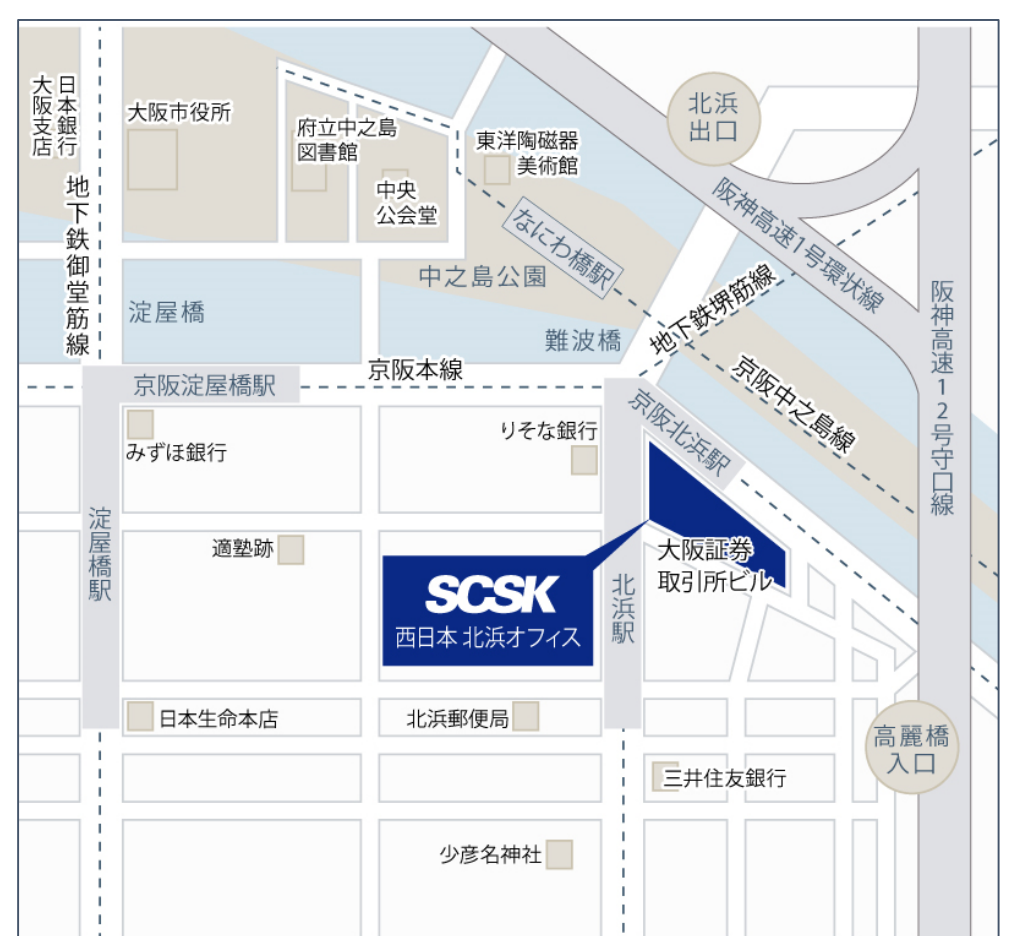 日本銀行
大阪支店
大阪市役所
府立中之島
図書館
中央
公会堂
東洋陶磁器
美術館
北浜
出口
阪神高速1号環状線
地下鉄御堂筋線
なにわ橋駅
中之島公園
淀屋橋
難波橋
地下鉄堺筋線
阪神高速12号守口線
京阪本線
京阪淀屋橋駅
京阪中之島線
京阪北浜駅
みずほ銀行
りそな銀行
淀屋橋駅
適塾跡
大阪証券
取引所ビル
SCSK
西日本 北浜オフィス
北浜駅
日本生命本店
北浜郵便局
高麗橋
入口
三井住友銀行
少彦名神社